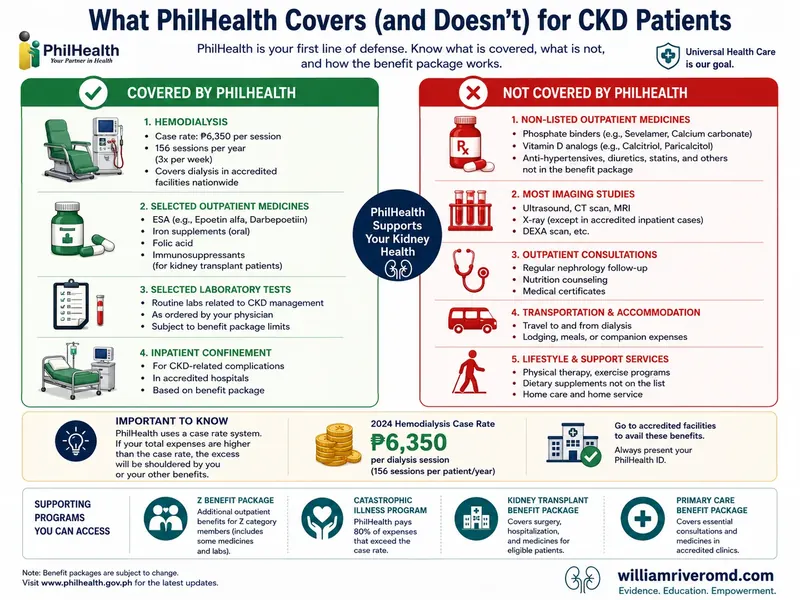 What PhilHealth Covers (and Doesn't) for CKD Patients
PhilHealth
Your Partner in Health
PhilHealth is your first line of defense. Know what is covered, what is not,
and how the benefit package works.
Universal Health Care
is our goal.
COVERED BY PHILHEALTH
1. HEMODIALYSIS
• Case rate: ₱6,350 per session
• 156 sessions per year
(3x per week)
• Covers dialysis in accredited
facilities nationwide
2. SELECTED OUTPATIENT MEDICINES
• ESA (e.g., Epoetin alfa, Darbepoetiin)
• Iron supplements (oral)
• Folic acid
• Immunosuppressants
(for kidney transplant patients)
3. SELECTED LABORATORY TESTS
• Routine labs related to CKD management
• As ordered by your physician
• Subject to benefit package limits
4. INPATIENT CONFINEMENT
• For CKD-related complications
• In accredited hospitals
• Based on benefit package
PhilHealth
Supports
Your Kidney
Health
NOT COVERED BY PHILHEALTH
Rx
1. NON-LISTED OUTPATIENT MEDICINES
• Phosphate binders (e.g., Sevelamer, Calcium carbonate)
• Vitamin D analogs (e.g., Calcitriol, Paricalcitol)
• Anti-hypertensives, diuretics, statins, and others
not in the benefit package
2. MOST IMAGING STUDIES
• Ultrasound, CT scan, MRI
• X-ray (except in accredited inpatient cases)
• DEXA scan, etc.
3. OUTPATIENT CONSULTATIONS
• Regular nephrology follow-up
• Nutrition counseling
• Medical certificates
4. TRANSPORTATION & ACCOMMODATION
• Travel to and from dialysis
• Lodging, meals, or companion expenses
5. LIFESTYLE & SUPPORT SERVICES
• Physical therapy, exercise programs
• Dietary supplements not on the list
• Home care and home service
IMPORTANT TO KNOW
PhilHealth uses a case rate system.
If your total expenses are higher
than the case rate, the excess
will be shouldered by you
or your other benefits.
2024 Hemodialysis Case Rate
₱6,350
per dialysis session
(156 sessions per patient/year)
Go to accredited facilities
to avail these benefits.
Always present your
PhilHealth ID.
SUPPORTING
PROGRAMS
YOU CAN ACCESS
Z BENEFIT PACKAGE
Additional outpatient
benefits for Z category
members (includes
some medicines
and labs).
CATASTROPHIC
ILLNESS PROGRAM
PhilHealth pays
80% of expenses
that exceed the
case rate.
KIDNEY TRANSPLANT
BENEFIT PACKAGE
Covers surgery,
hospitalization,
and medicines for
eligible patients.
PRIMARY CARE
BENEFIT PACKAGE
Covers essential
consultations and
medicines in
accredited clinics.
Note: Benefit packages are subject to change.
Visit www.philhealth.gov.ph for the latest updates.
williamriveromd.com
Evidence. Education. Empowerment.